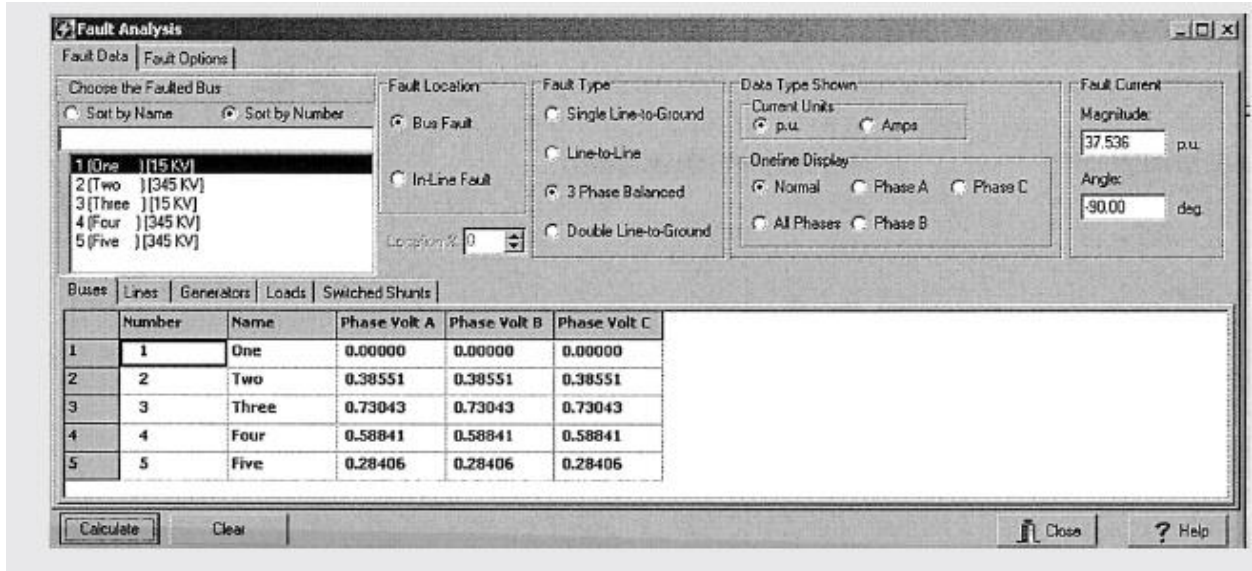 Fault Analysis
Fault Data Fault Options
Choose the Faulted Bus
Sort by Name Sort by Number
1 (One ) [15 KV]
2 (Two ) [345 KV]
3 (Three ) [15 KV]
4 (Four ) [345 KV]
5 (Five ) [345 KV]
Fault Location
Bus Fault
In-Line Fault
Location % 0
Fault Type
Single Line-to-Ground
Line-to-Line
3 Phase Balanced
Double Line-to-Ground
Data Type Shown
Current Units
p.u. Amps
Oneline Display
Normal Phase A Phase C
All Phases Phase B
Fault Current
Magnitude:
37.536 p.u.
Angle:
-90.00 deg.
Buses Lines Generators Loads Switched Shunts
Number Name Phase Volt A Phase Volt B Phase Volt C
1 1 One 0.00000 0.00000 0.00000
2 2 Two 0.38551 0.38551 0.38551
3 3 Three 0.73043 0.73043 0.73043
4 4 Four 0.58841 0.58841 0.58841
5 5 Five 0.28406 0.28406 0.28406
Calculate Clear Close ? Help